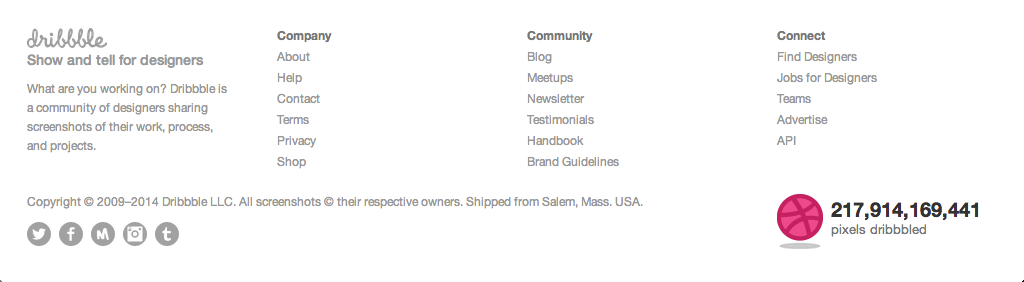 dribbble
Show and tell for designers
What are you working on? Dribbble is
a community of designers sharing
screenshots of their work, process,
and projects.
Company
About
Help
Contact
Terms
Privacy
Shop
Community
Blog
Meetups
Newsletter
Testimonials
Handbook
Brand Guidelines
Connect
Find Designers
Jobs for Designers
Teams
Advertise
API
Copyright © 2009–2014 Dribbble LLC. All screenshots © their respective owners. Shipped from Salem, Mass. USA.
217,914,169,441
pixels dribbbled